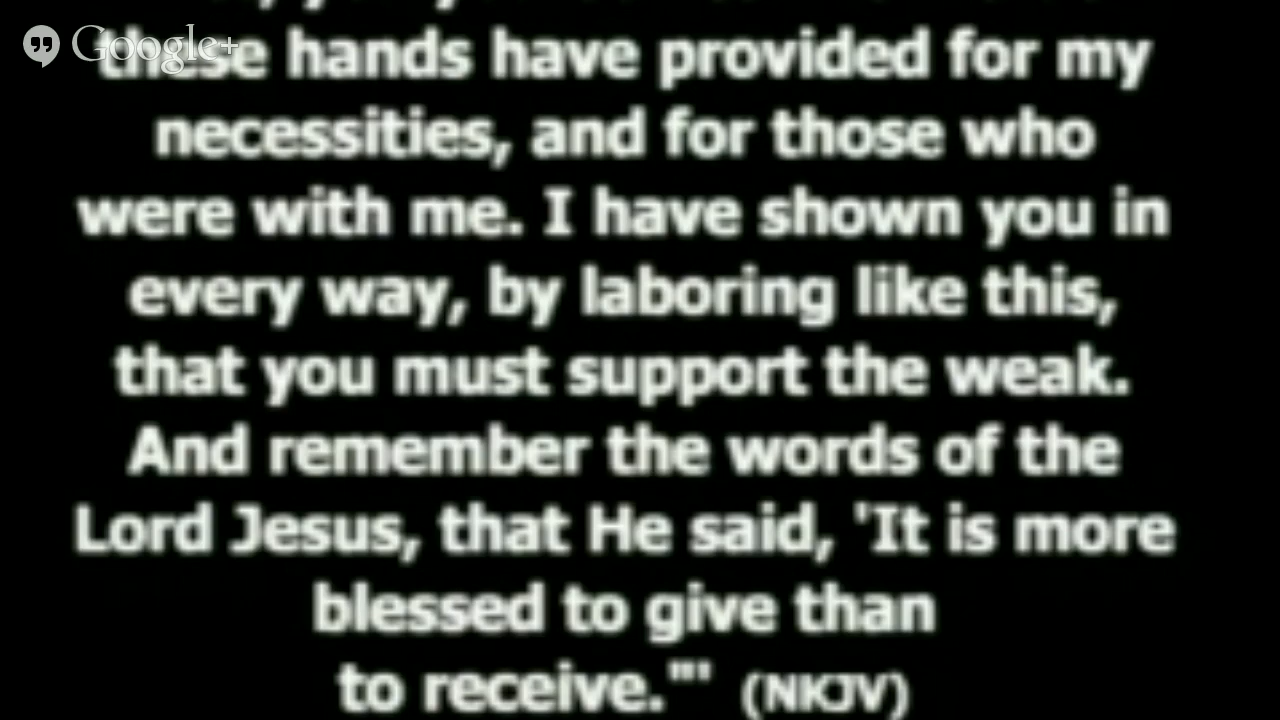 Google+
these hands have provided for my
necessities, and for those who
were with me. I have shown you in
every way, by laboring like this,
that you must support the weak.
And remember the words of the
Lord Jesus, that He said, 'It is more
blessed to give than
to receive."' (NKJV)